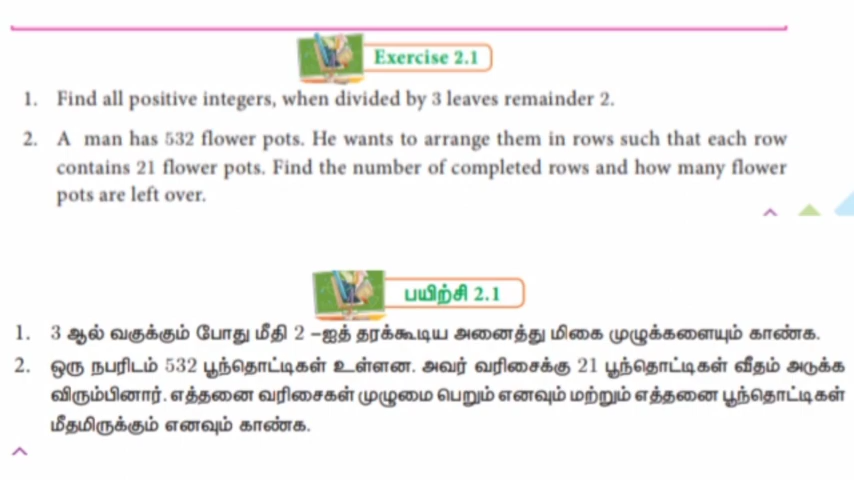 Exercise 2.1
1. Find all positive integers, when divided by 3 leaves remainder 2.
2. A man has 532 flower pots. He wants to arrange them in rows such that each row
contains 21 flower pots. Find the number of completed rows and how many flower
pots are left over.
பயிற்சி 2.1
1. 3 ஆல் வகுக்கும் போது மீதி 2 –ஐத் தரக்கூடிய அனைத்து மிகை முழுக்களையும் காண்க.
2. ஒரு நபரிடம் 532 பூந்தொட்டிகள் உள்ளன. அவர் வரிசைக்கு 21 பூந்தொட்டிகள் வீதம் அடுக்க
விரும்பினார். எத்தனை வரிசைகள் முழுமை பெறும் எனவும் மற்றும் எத்தனை பூந்தொட்டிகள்
மீதமிருக்கும் எனவும் காண்க.